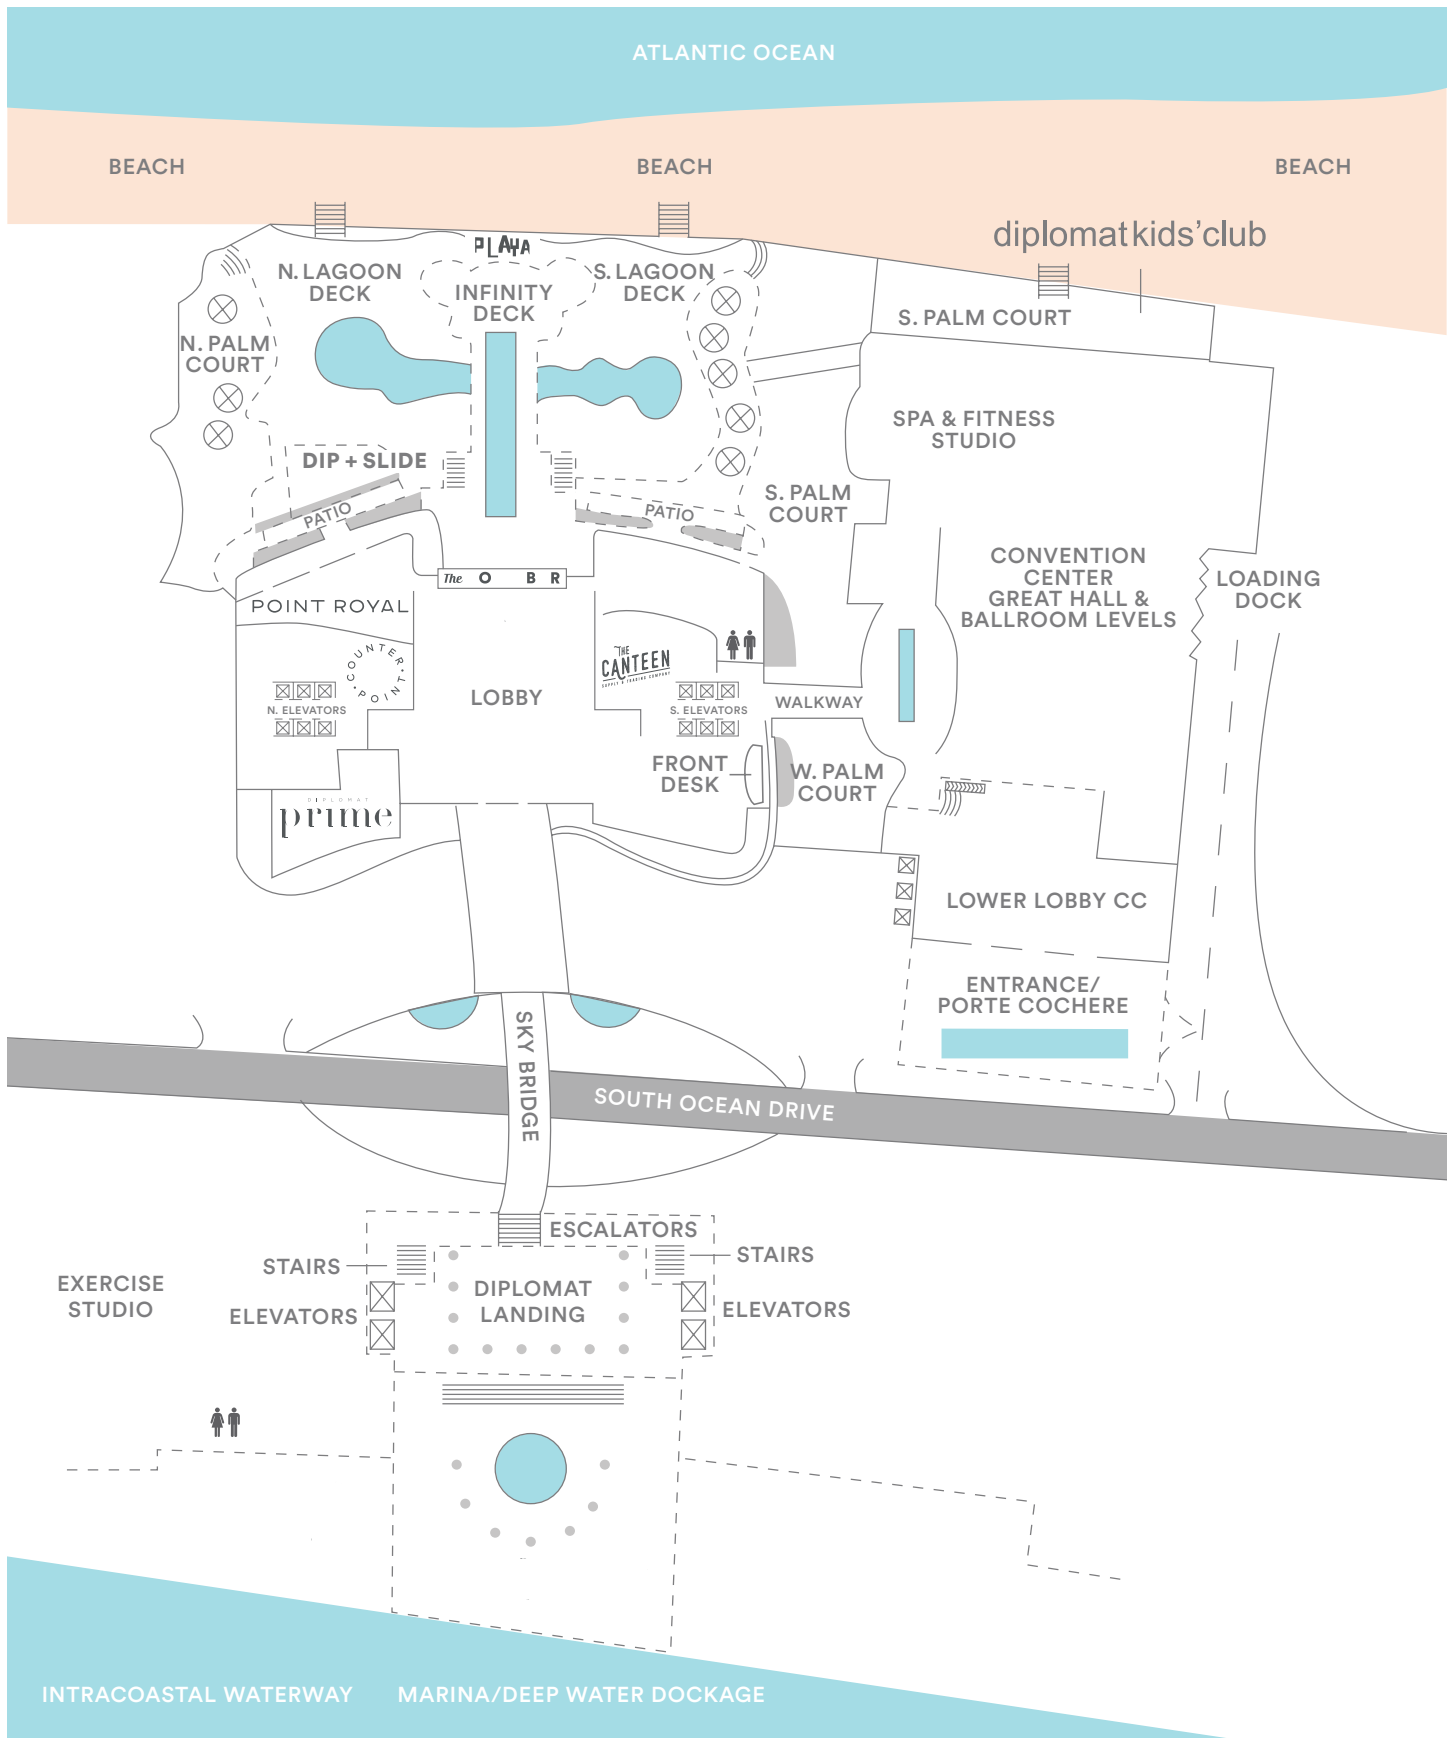 ATLANTIC OCEAN
BEACH
BEACH
BEACH
diplomat kids' club
PLAYA
N. LAGOON
DECK
INFINITY
DECK
S. LAGOON
DECK
S. PALM COURT
N. PALM
COURT
SPA & FITNESS
STUDIO
DIP + SLIDE
PATIO
PATIO
S. PALM
COURT
CONVENTION
CENTER
GREAT HALL &
BALLROOM LEVELS
LOADING
DOCK
The O B R
POINT ROYAL
COUNTER
POINT
THE
CANTEEN
SUPPLY & TRADING COMPANY
LOBBY
N. ELEVATORS
S. ELEVATORS
WALKWAY
FRONT
DESK
W. PALM
COURT
DIPLOMAT
prime
LOWER LOBBY CC
ENTRANCE/
PORTE COCHERE
SKY BRIDGE
SOUTH OCEAN DRIVE
ESCALATORS
STAIRS
STAIRS
EXERCISE
STUDIO
DIPLOMAT
LANDING
ELEVATORS
ELEVATORS
INTRACOASTAL WATERWAY
MARINA/DEEP WATER DOCKAGE